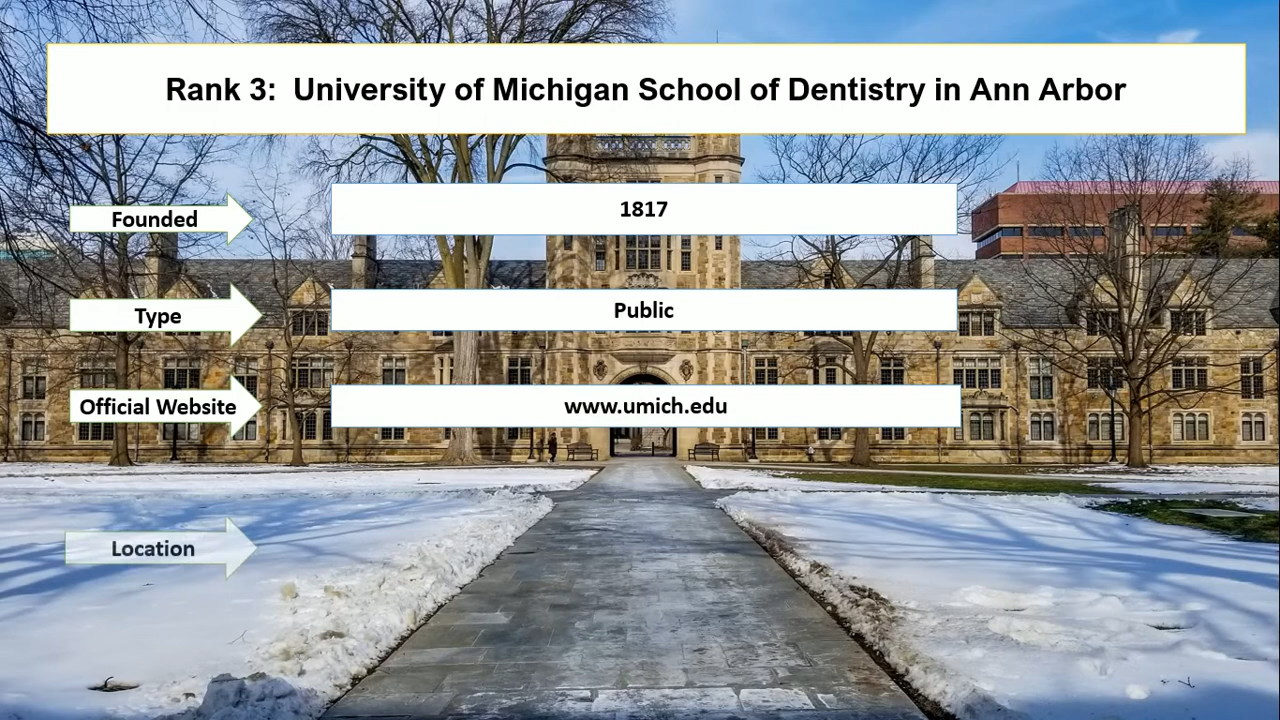 Rank 3:  University of Michigan School of Dentistry in Ann Arbor
Founded
1817
Type
Public
Official Website
www.umich.edu
Location